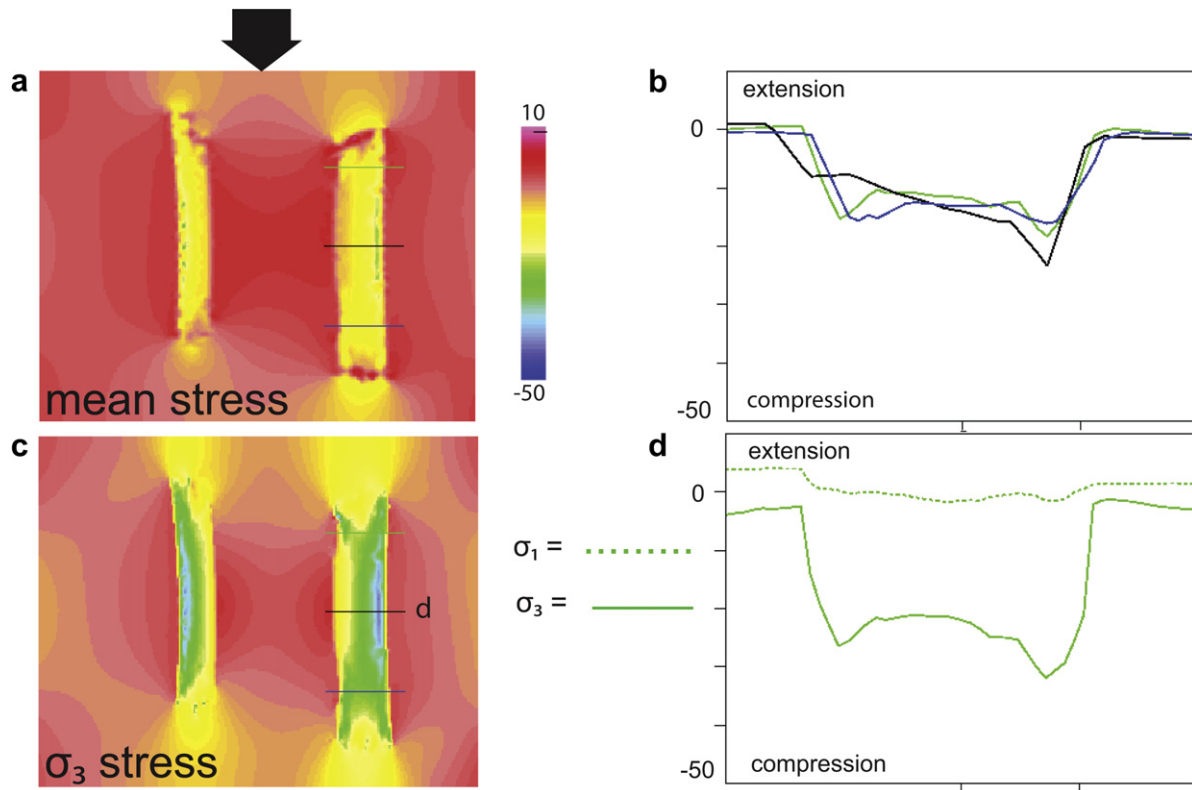 a
mean stress
10
-50
b
extension
0
-50
compression
c
σ₃ stress
d
σ₁ =
σ₃ =
d
extension
0
-50
compression